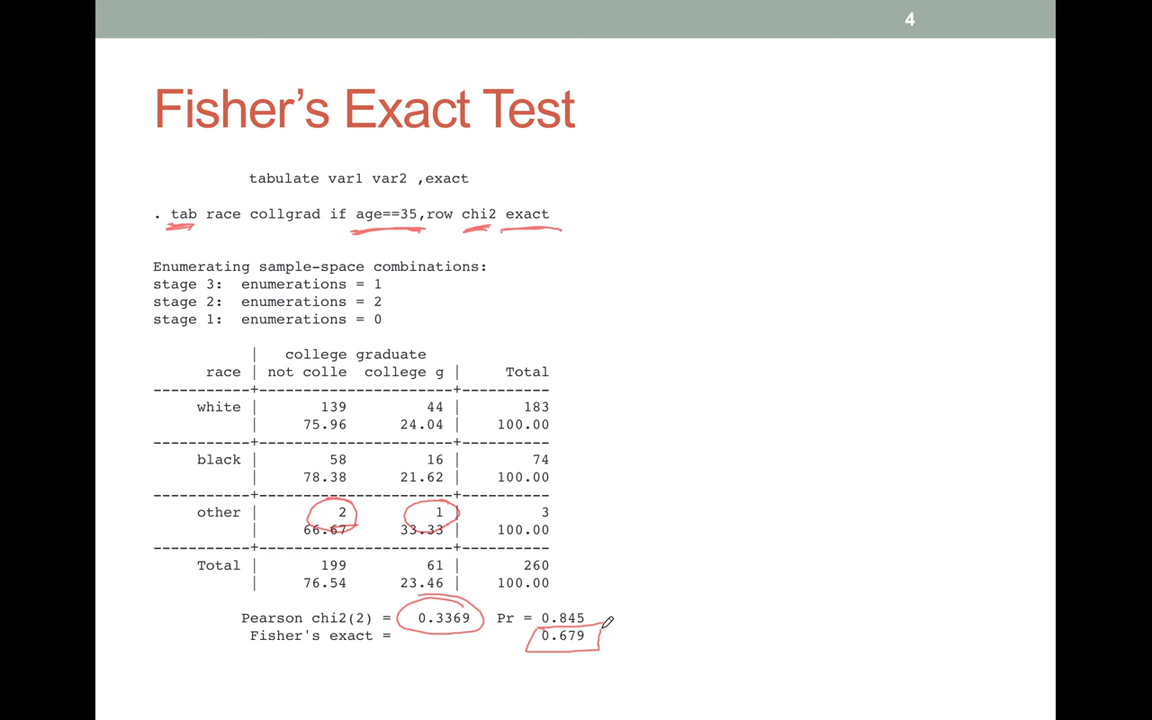 4
Fisher's Exact Test
tabulate var1 var2 ,exact
. tab race collgrad if age==35,row chi2 exact
Enumerating sample-space combinations:
stage 3:  enumerations = 1
stage 2:  enumerations = 2
stage 1:  enumerations = 0
|   college graduate
race | not colle  college g |     Total
-----------+----------------------+----------
white |       139         44 |       183
|     75.96      24.04 |    100.00
-----------+----------------------+----------
black |        58         16 |        74
|     78.38      21.62 |    100.00
-----------+----------------------+----------
other |         2          1 |         3
|     66.67      33.33 |    100.00
-----------+----------------------+----------
Total |       199         61 |       260
|     76.54      23.46 |    100.00
Pearson chi2(2) =   0.3369   Pr = 0.845
Fisher's exact =                 0.679